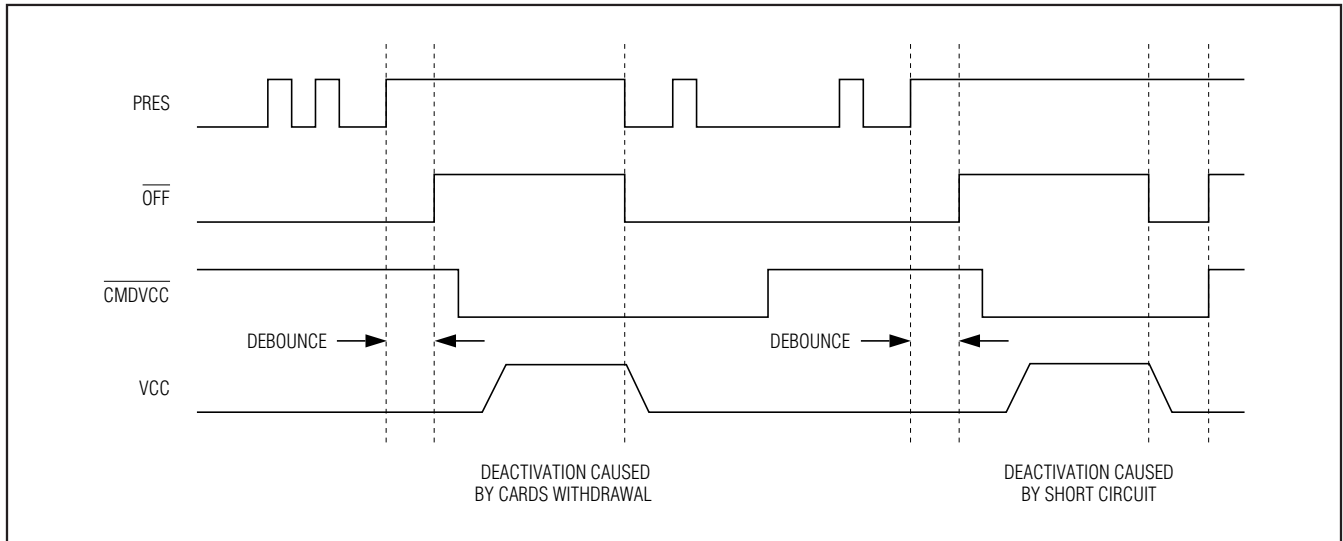 PRES
OFF
CMDVCC
DEBOUNCE
DEBOUNCE
VCC
DEACTIVATION CAUSED
BY CARDS WITHDRAWAL
DEACTIVATION CAUSED
BY SHORT CIRCUIT